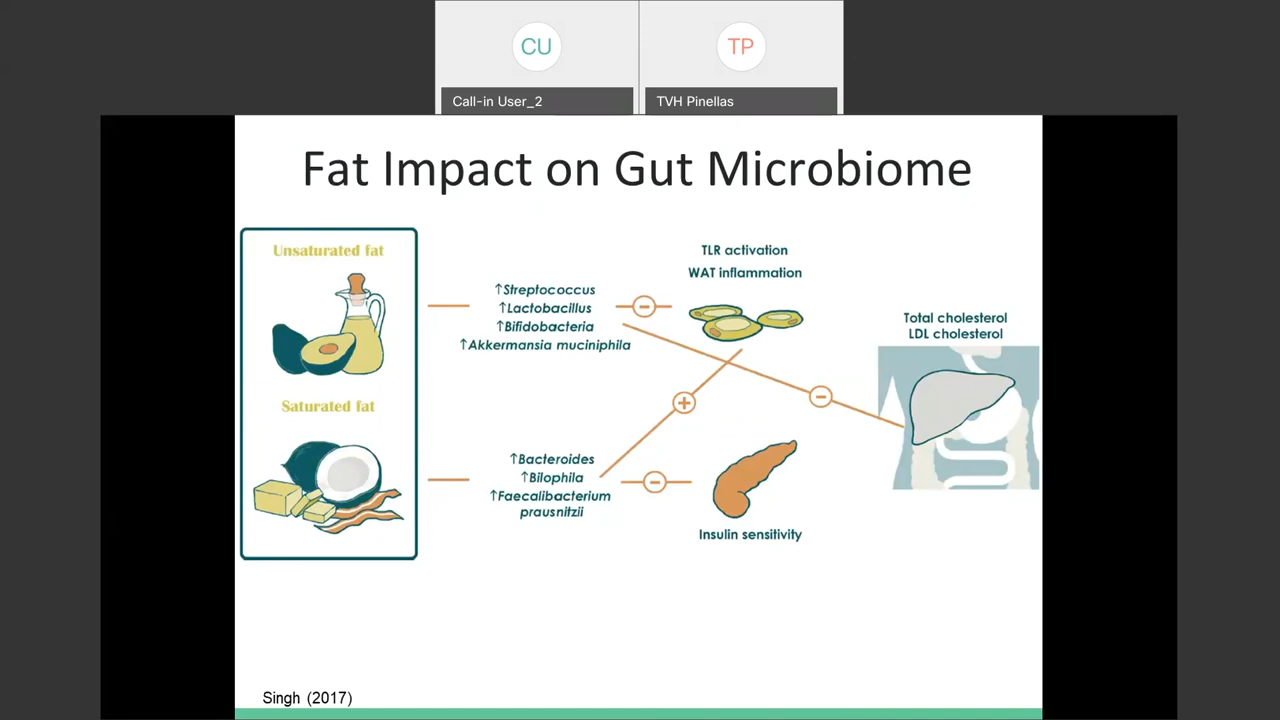 CU
TP
Call-in User_2
TVH Pinellas
Fat Impact on Gut Microbiome
Unsaturated fat
Saturated fat
↑Streptococcus
↑Lactobacillus
↑Bifidobacteria
↑Akkermansia muciniphila
↑Bacteroides
↑Bilophila
↑Faecalibacterium
prausnitzii
TLR activation
WAT inflammation
Insulin sensitivity
Total cholesterol
LDL cholesterol
Singh (2017)